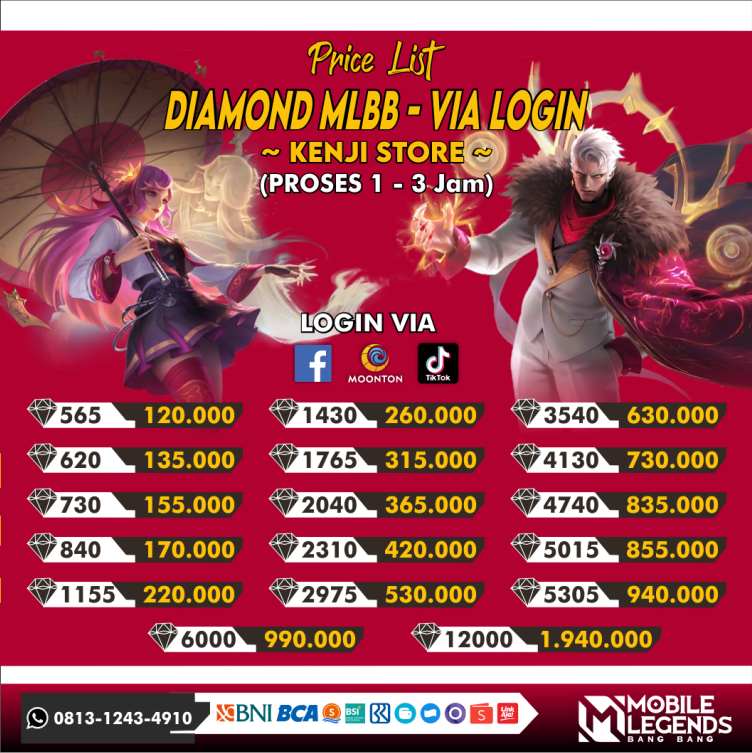 Price List
DIAMOND MLBB - VIA LOGIN
~ KENJI STORE ~
(PROSES 1 - 3 Jam)
LOGIN VIA
MOONTON
TikTok
565 120.000
620 135.000
730 155.000
840 170.000
1155 220.000
1430 260.000
1765 315.000
2040 365.000
2310 420.000
2975 530.000
3540 630.000
4130 730.000
4740 835.000
5015 855.000
5305 940.000
6000 990.000
12000 1.940.000
0813-1243-4910
BNI BCA BSI LinkAja!
MOBILE
LEGENDS
BANG BANG